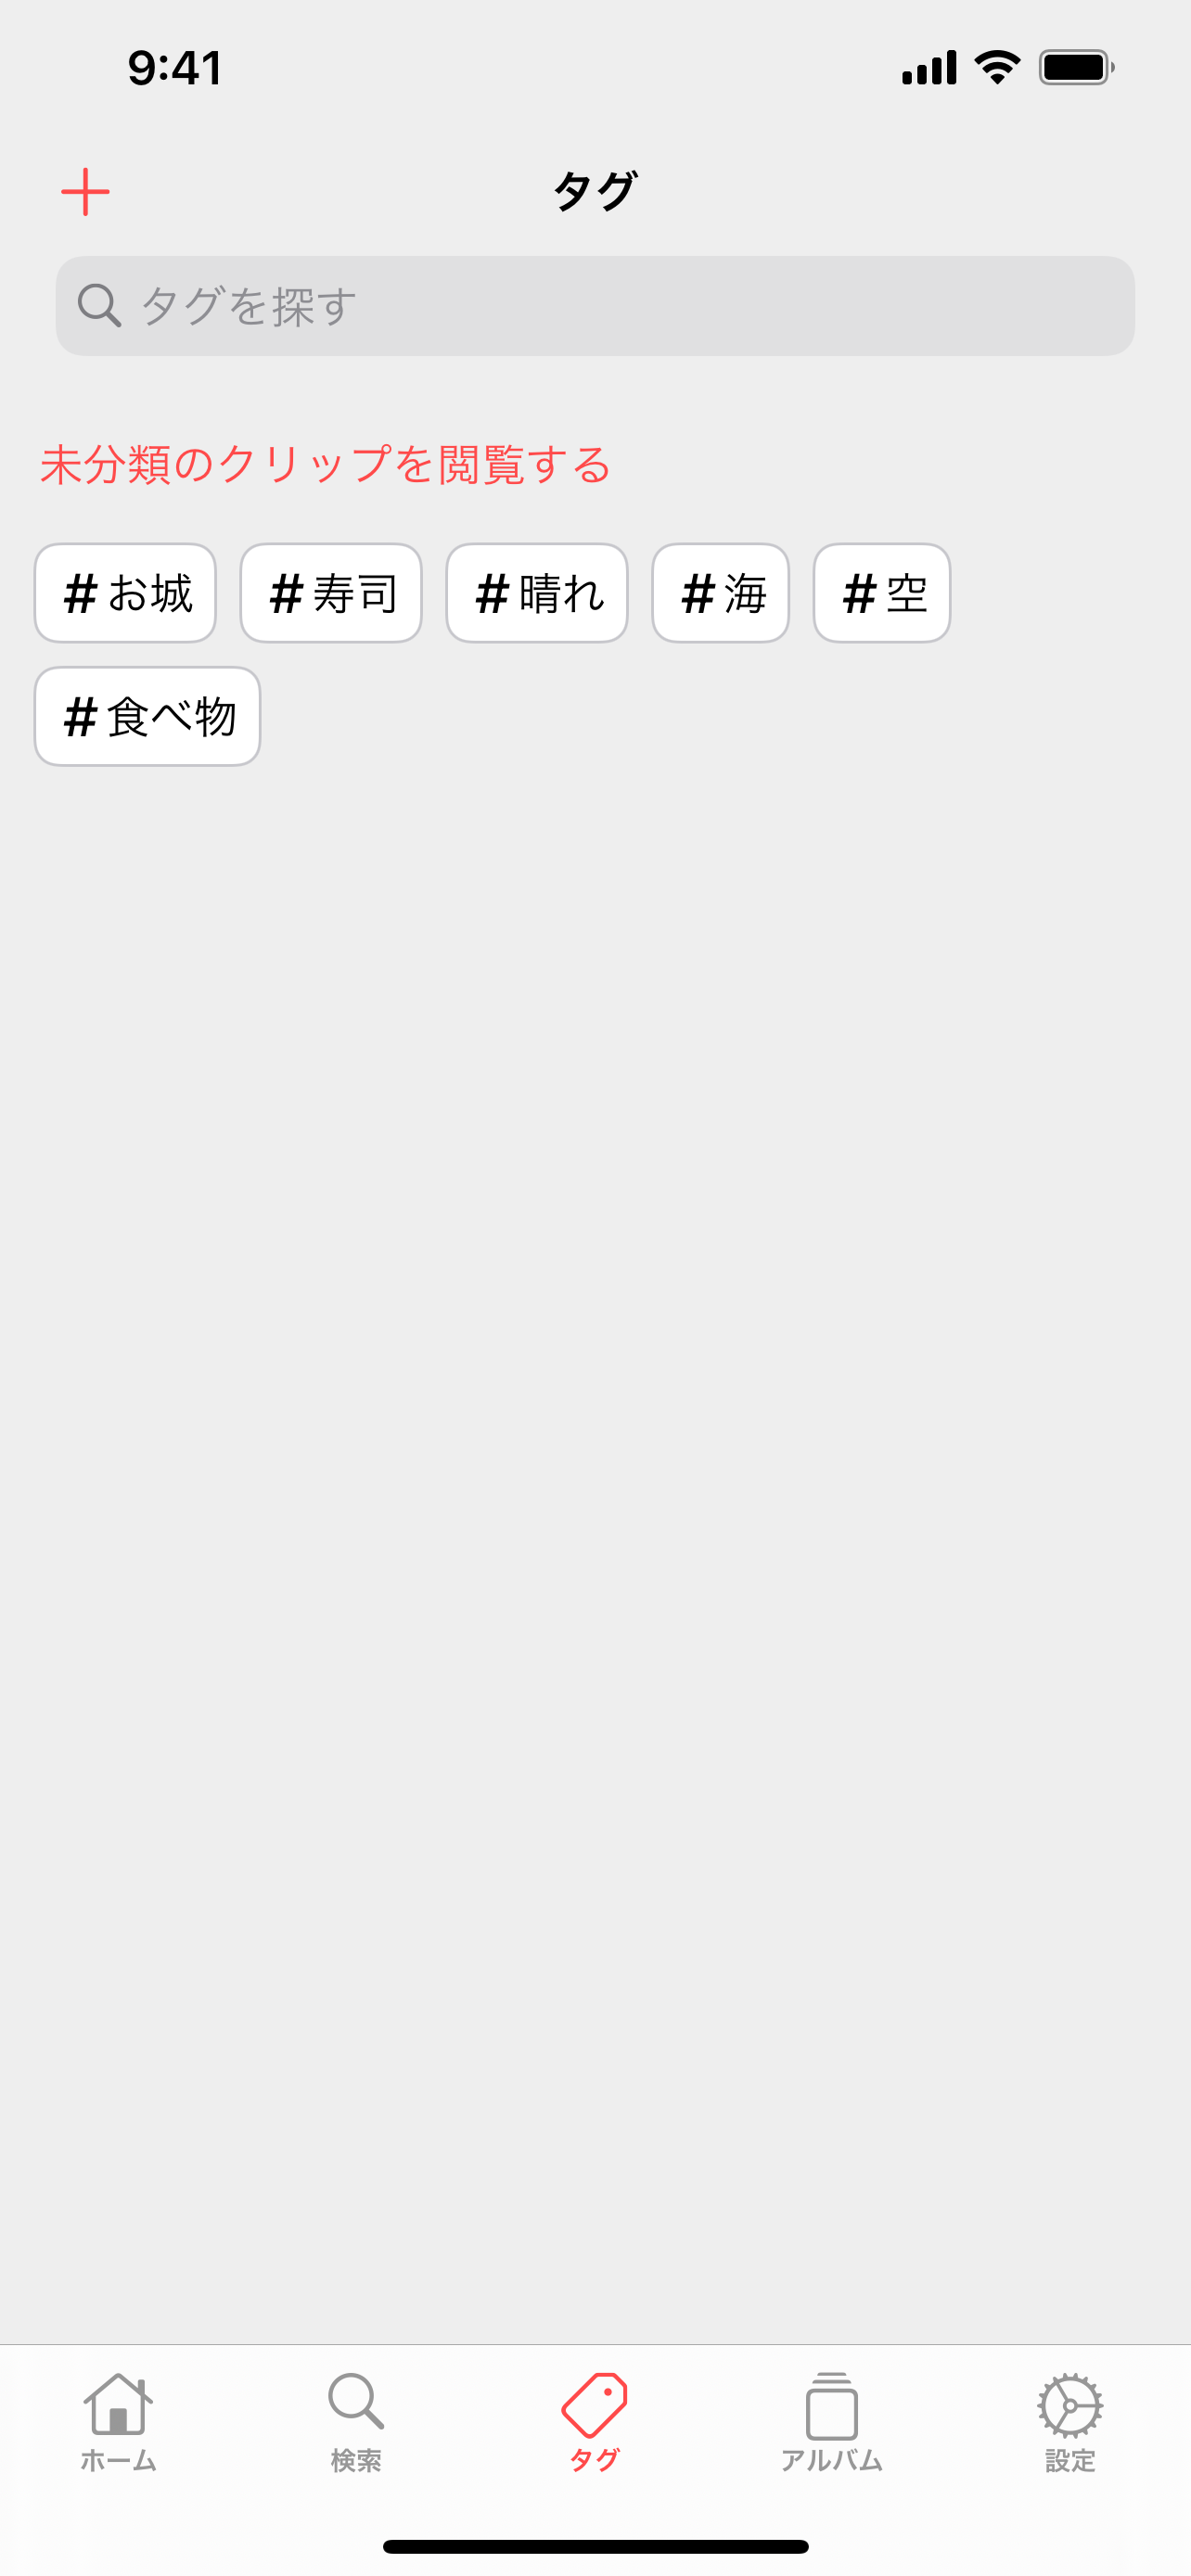 9:41
タグ
タグを探す
未分類のクリップを閲覧する
#お城 #寿司 #晴れ #海 #空
#食べ物
ホーム 検索 タグ アルバム 設定